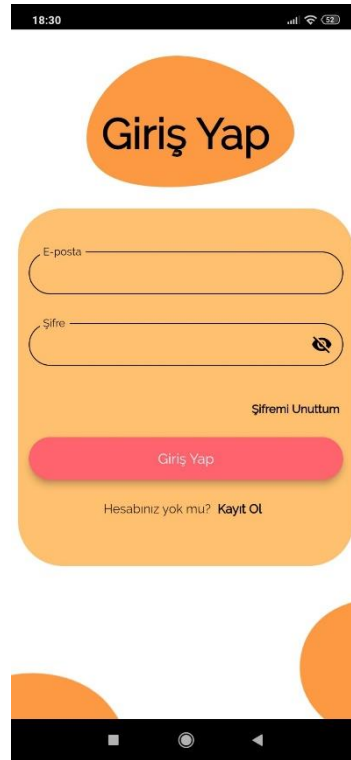 18:30
52
Giriş Yap
E-posta
Şifre
Şifremi Unuttum
Giriş Yap
Hesabınız yok mu? Kayıt Ol